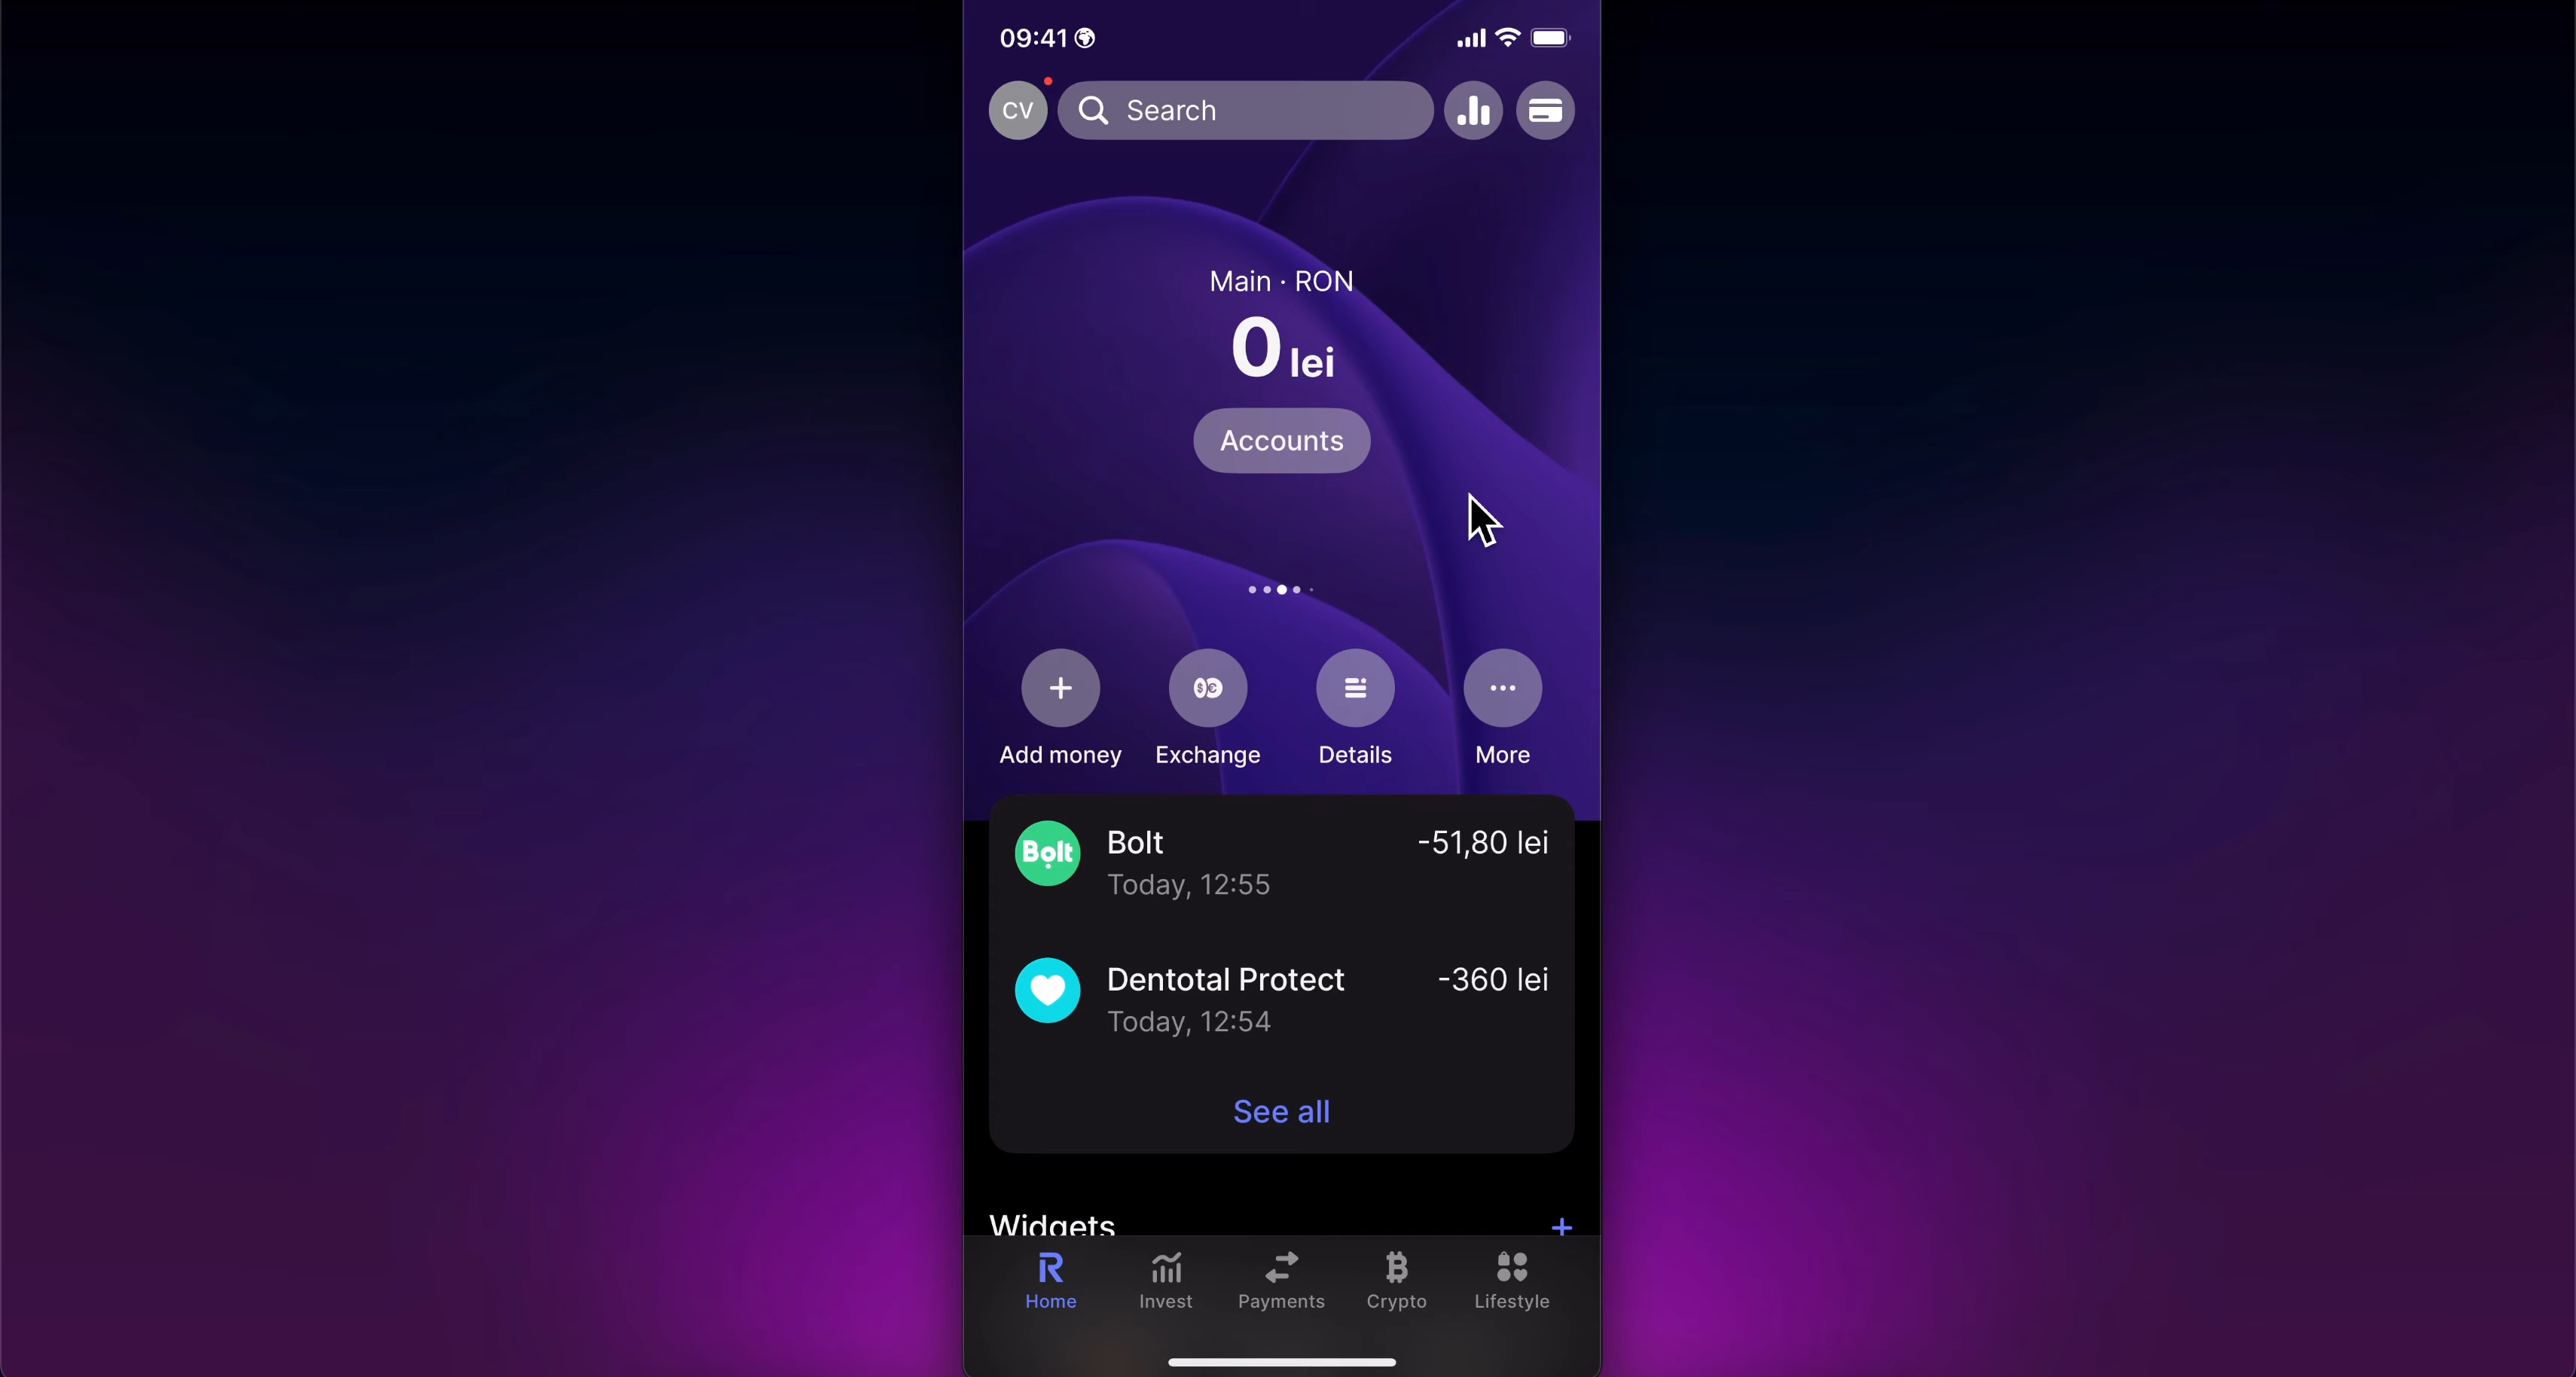 09:41
CV
Search
Main · RON
0 lei
Accounts
Add money
Exchange
Details
More
Bolt
Bolt
-51,80 lei
Today, 12:55
Dentotal Protect
-360 lei
Today, 12:54
See all
Widgets
+
Home
Invest
Payments
Crypto
Lifestyle